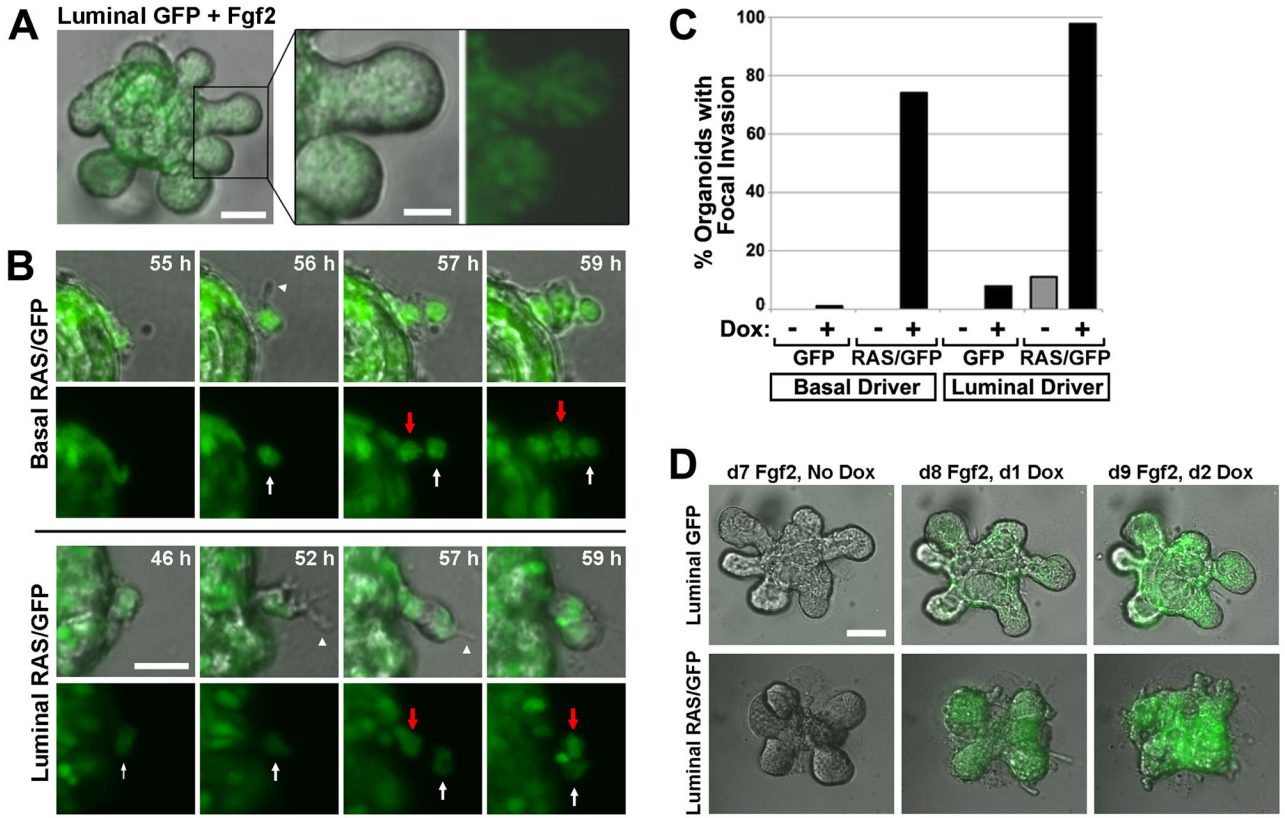 A
Luminal GFP + Fgf2
B
Basal RAS/GFP
55 h
56 h
57 h
59 h
Luminal RAS/GFP
46 h
52 h
57 h
59 h
C
% Organoids with
Focal Invasion
100
80
60
40
20
0
Dox: - + - + - + - +
GFP RAS/GFP GFP RAS/GFP
Basal Driver Luminal Driver
D
d7 Fgf2, No Dox
d8 Fgf2, d1 Dox
d9 Fgf2, d2 Dox
Luminal GFP
Luminal RAS/GFP